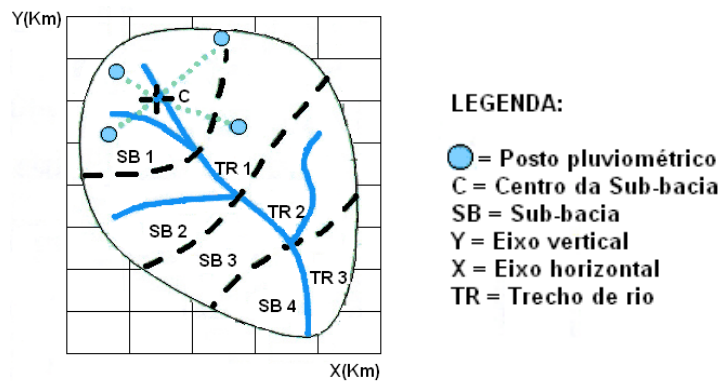 Y(Km)
C
SB 1
TR 1
SB 2
TR 2
SB 3
TR 3
SB 4
X(Km)
LEGENDA:
= Posto pluviométrico
C = Centro da Sub-bacia
SB = Sub-bacia
Y = Eixo vertical
X = Eixo horizontal
TR = Trecho de rio